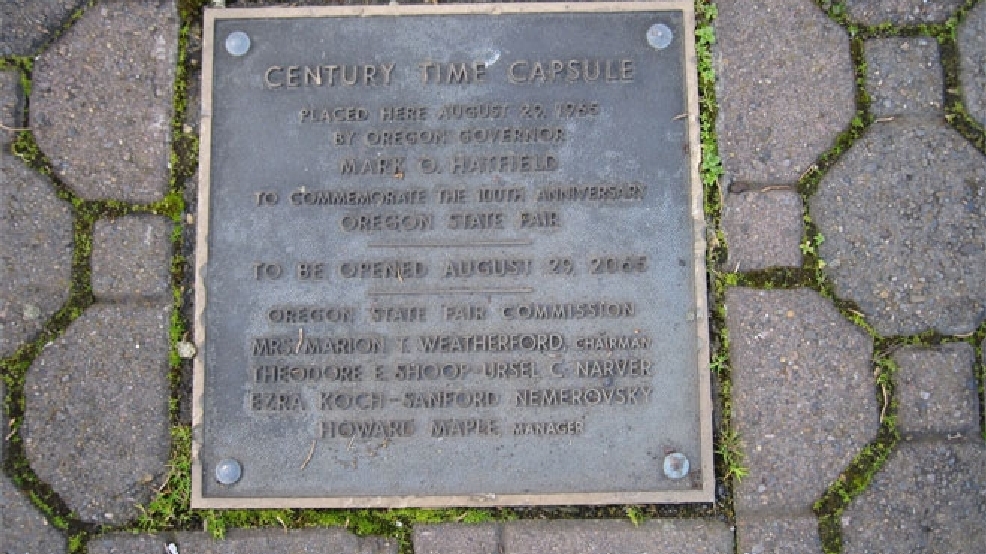 CENTURY TIME CAPSULE
PLACED HERE AUGUST 29, 1965
BY OREGON GOVERNOR
MARK O. HATFIELD
TO COMMEMORATE THE 100TH ANNIVERSARY
OREGON STATE FAIR
TO BE OPENED AUGUST 29, 2065
OREGON STATE FAIR COMMISSION
MRS. MARION T. WEATHERFORD, CHAIRMAN
THEODORE E. SHOOP-URSEL C. NARVER
EZRA KOCH-SANFORD NEMEROVSKY
HOWARD MAPLE, MANAGER